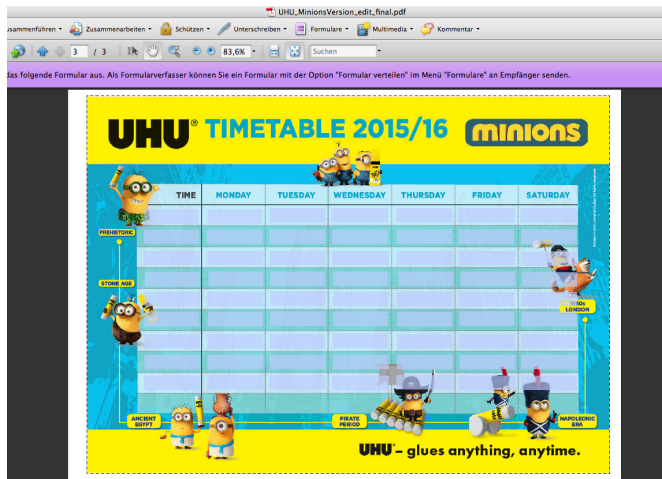 UHU_MinionsVersion_edit_final.pdf
usammenführen Zusammenarbeiten Schützen Unterschreiben Formulare Multimedia Kommentar
3 / 3 83,6% Suchen
das folgende Formular aus. Als Formularverfasser können Sie ein Formular mit der Option "Formular verteilen" im Menü "Formulare" an Empfänger senden.
UHU® TIMETABLE 2015/16 minions
TIME MONDAY TUESDAY WEDNESDAY THURSDAY FRIDAY SATURDAY
PREHISTORIC
STONE AGE
LONDON
ANCIENT
EGYPT
PIRATE
PERIOD
NAPOLEONIC
ERA
UHU® – glues anything, anytime.